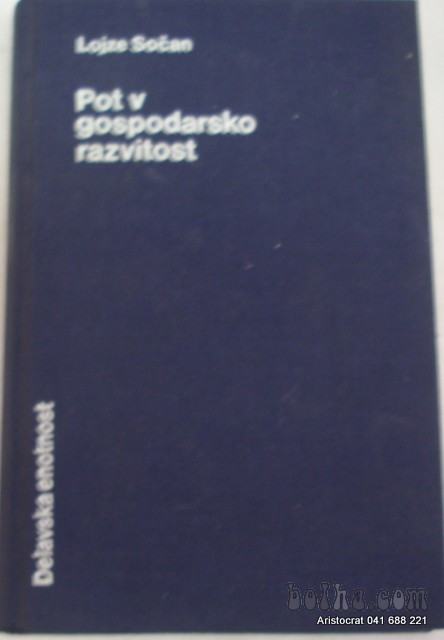 Lojze Sočan
Pot v
gospodarsko
razvitost
Delavska enotnost
bolha.com
Aristocrat 041 688 221